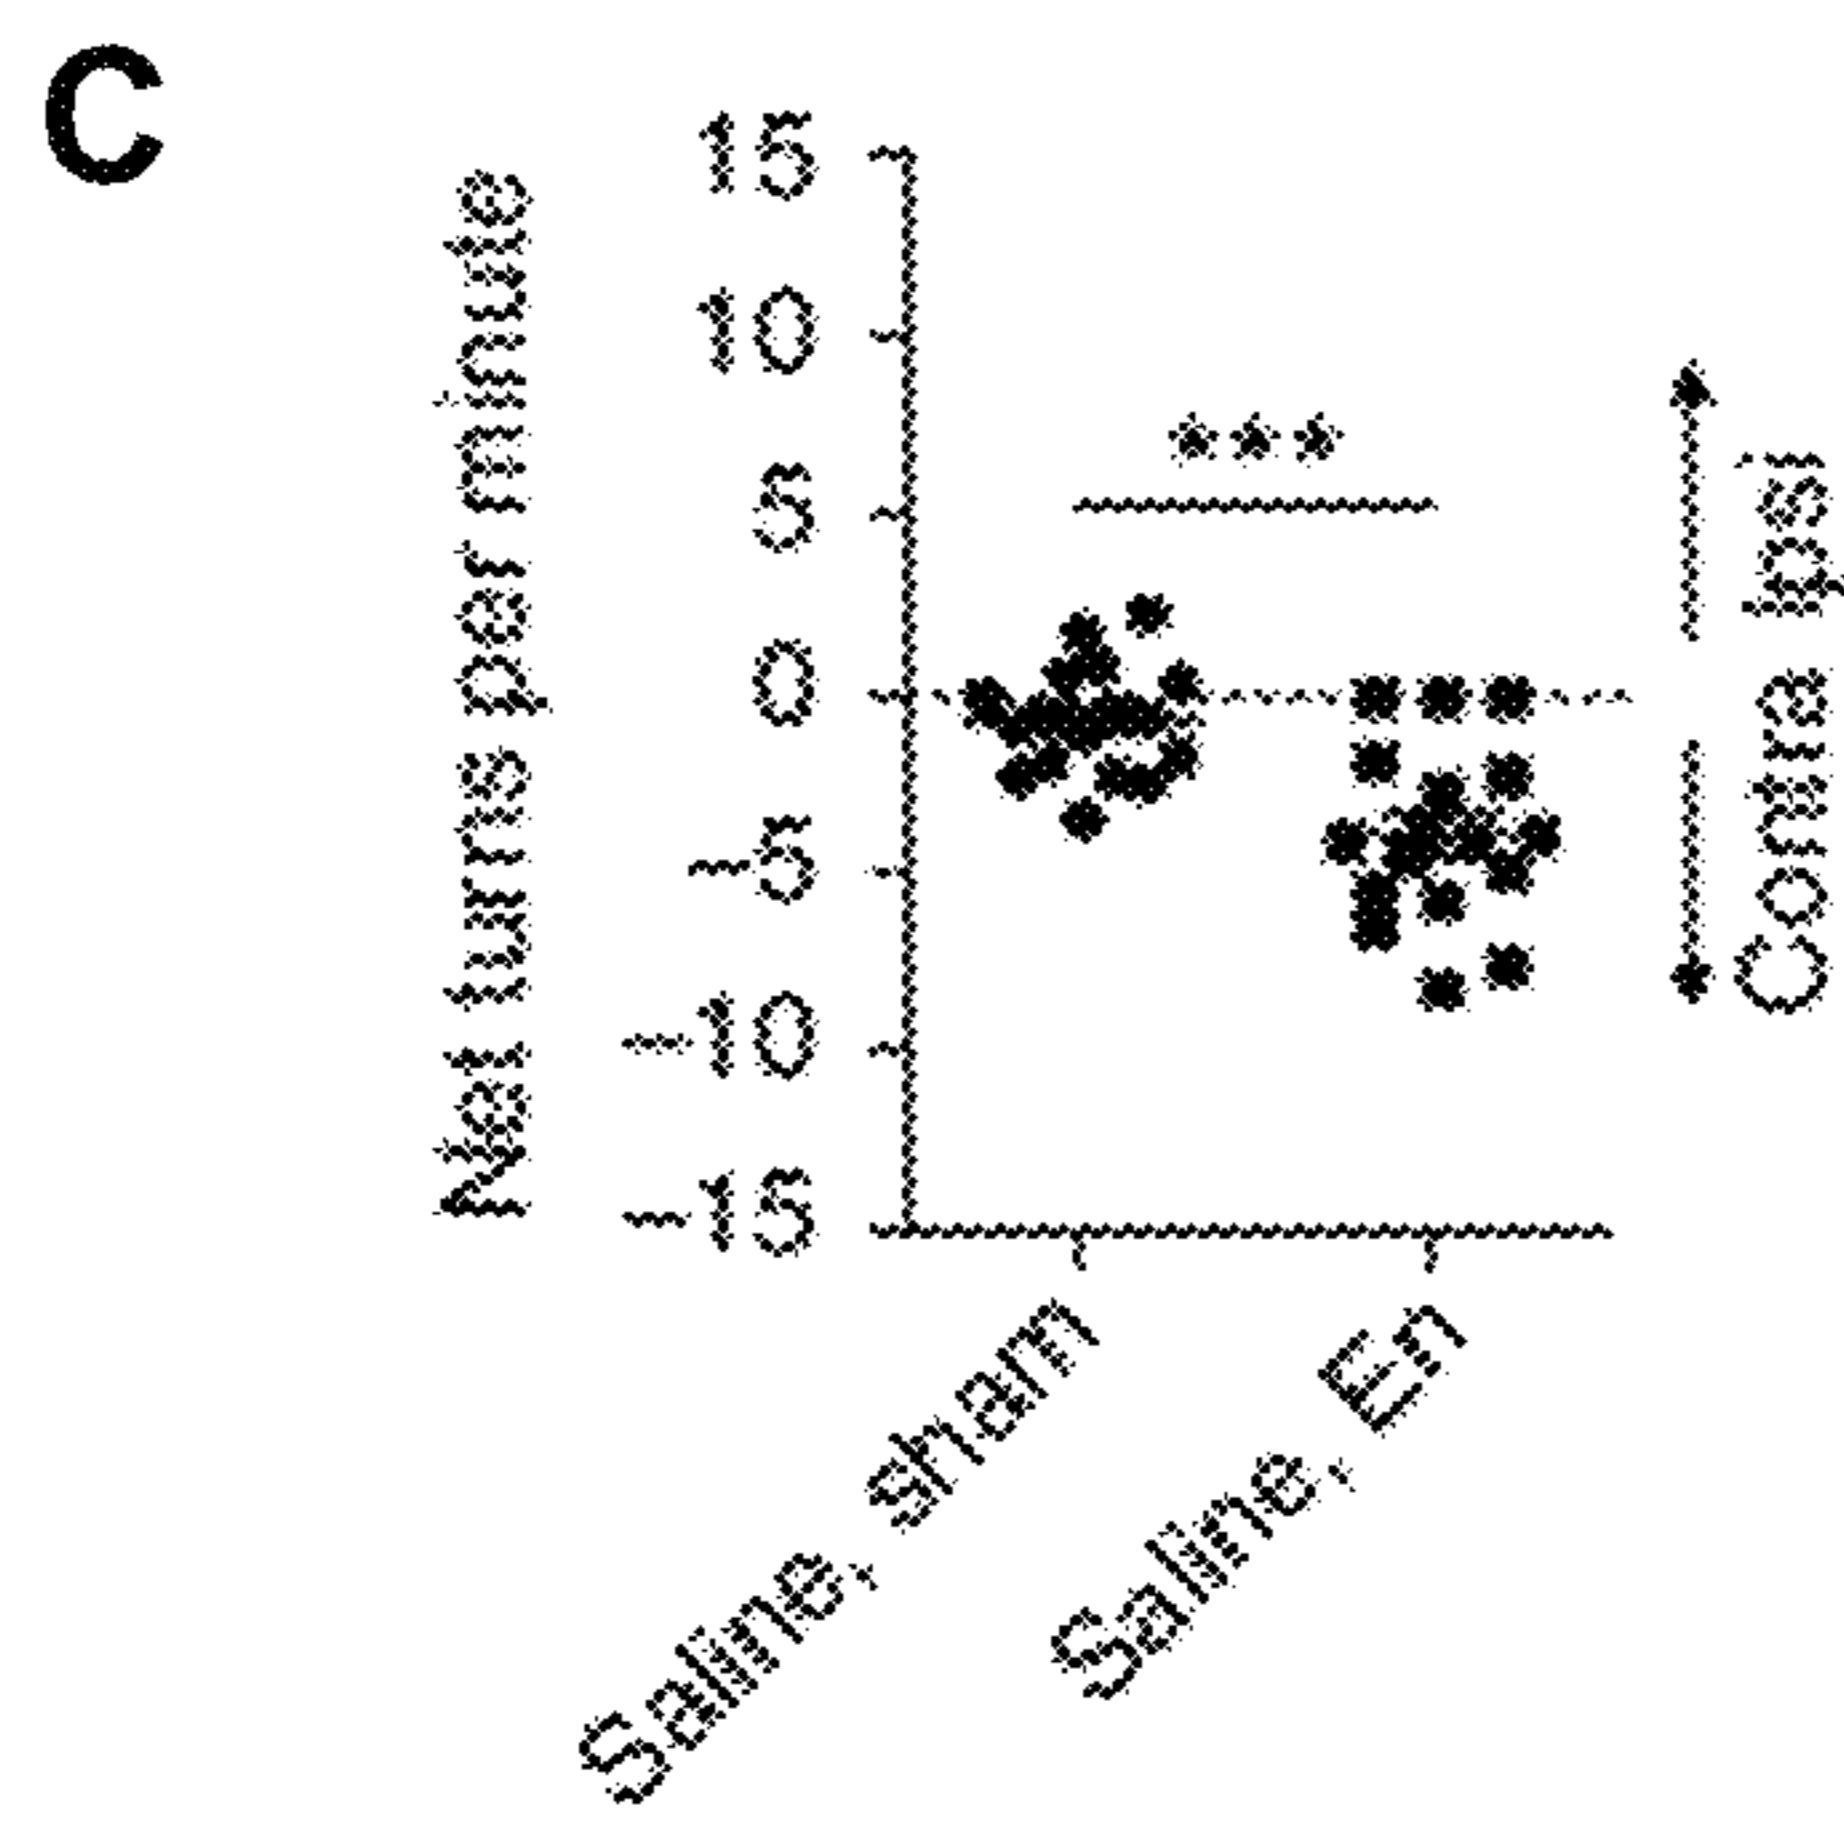 C
Net turns per minute
15
10
5
0
−5
−10
−15
***
Contra Ipsi
Saline, sham
Saline, En